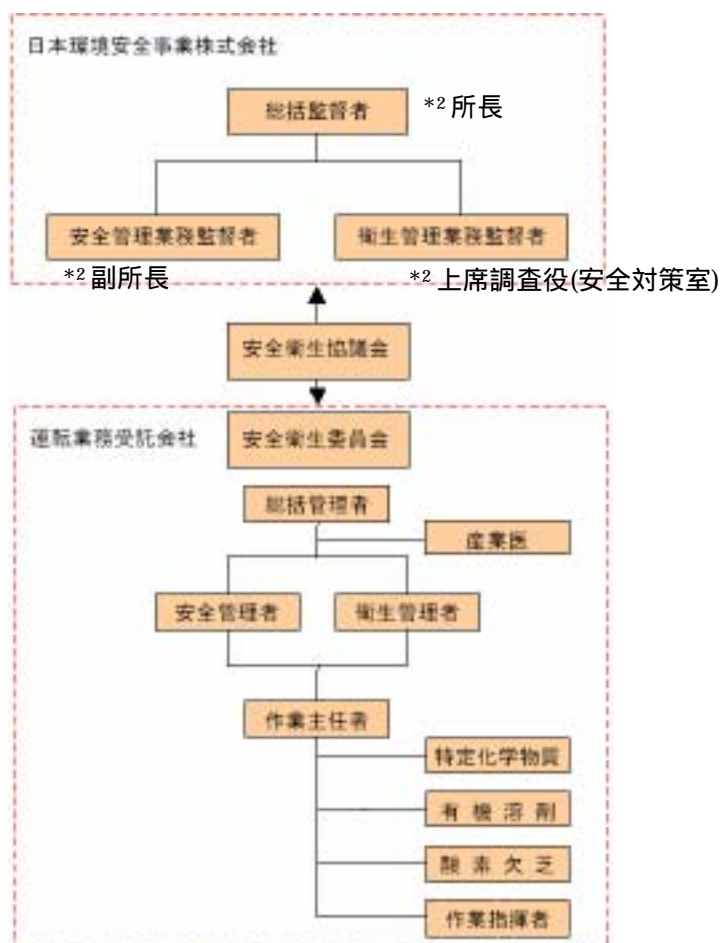 日本環境安全事業株式会社
総括監督者 *2 所長
安全管理業務監督者 衛生管理業務監督者
*2 副所長 *2 上席調査役(安全対策室)
安全衛生協議会
運転業務受託会社 安全衛生委員会
総括管理者
産業医
安全管理者 衛生管理者
作業主任者
特定化学物質
有機溶剤
酸素欠乏
作業指揮者